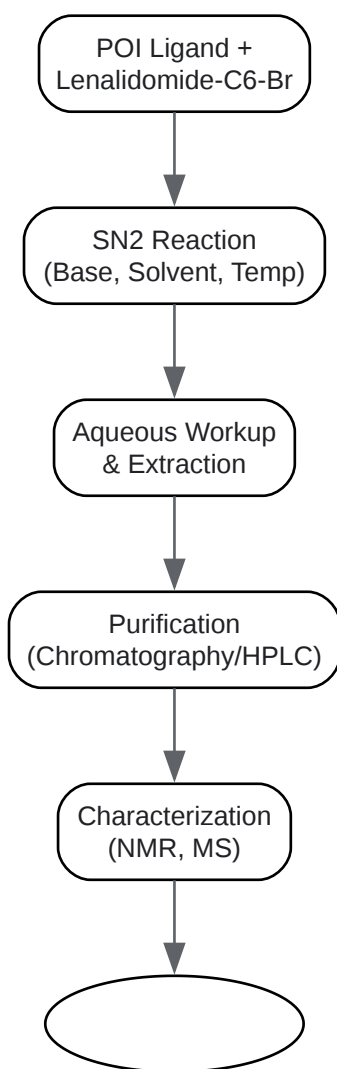 POI Ligand +
Lenalidomide-C6-Br
SN2 Reaction
(Base, Solvent, Temp)
Aqueous Workup
& Extraction
Purification
(Chromatography/HPLC)
Characterization
(NMR, MS)